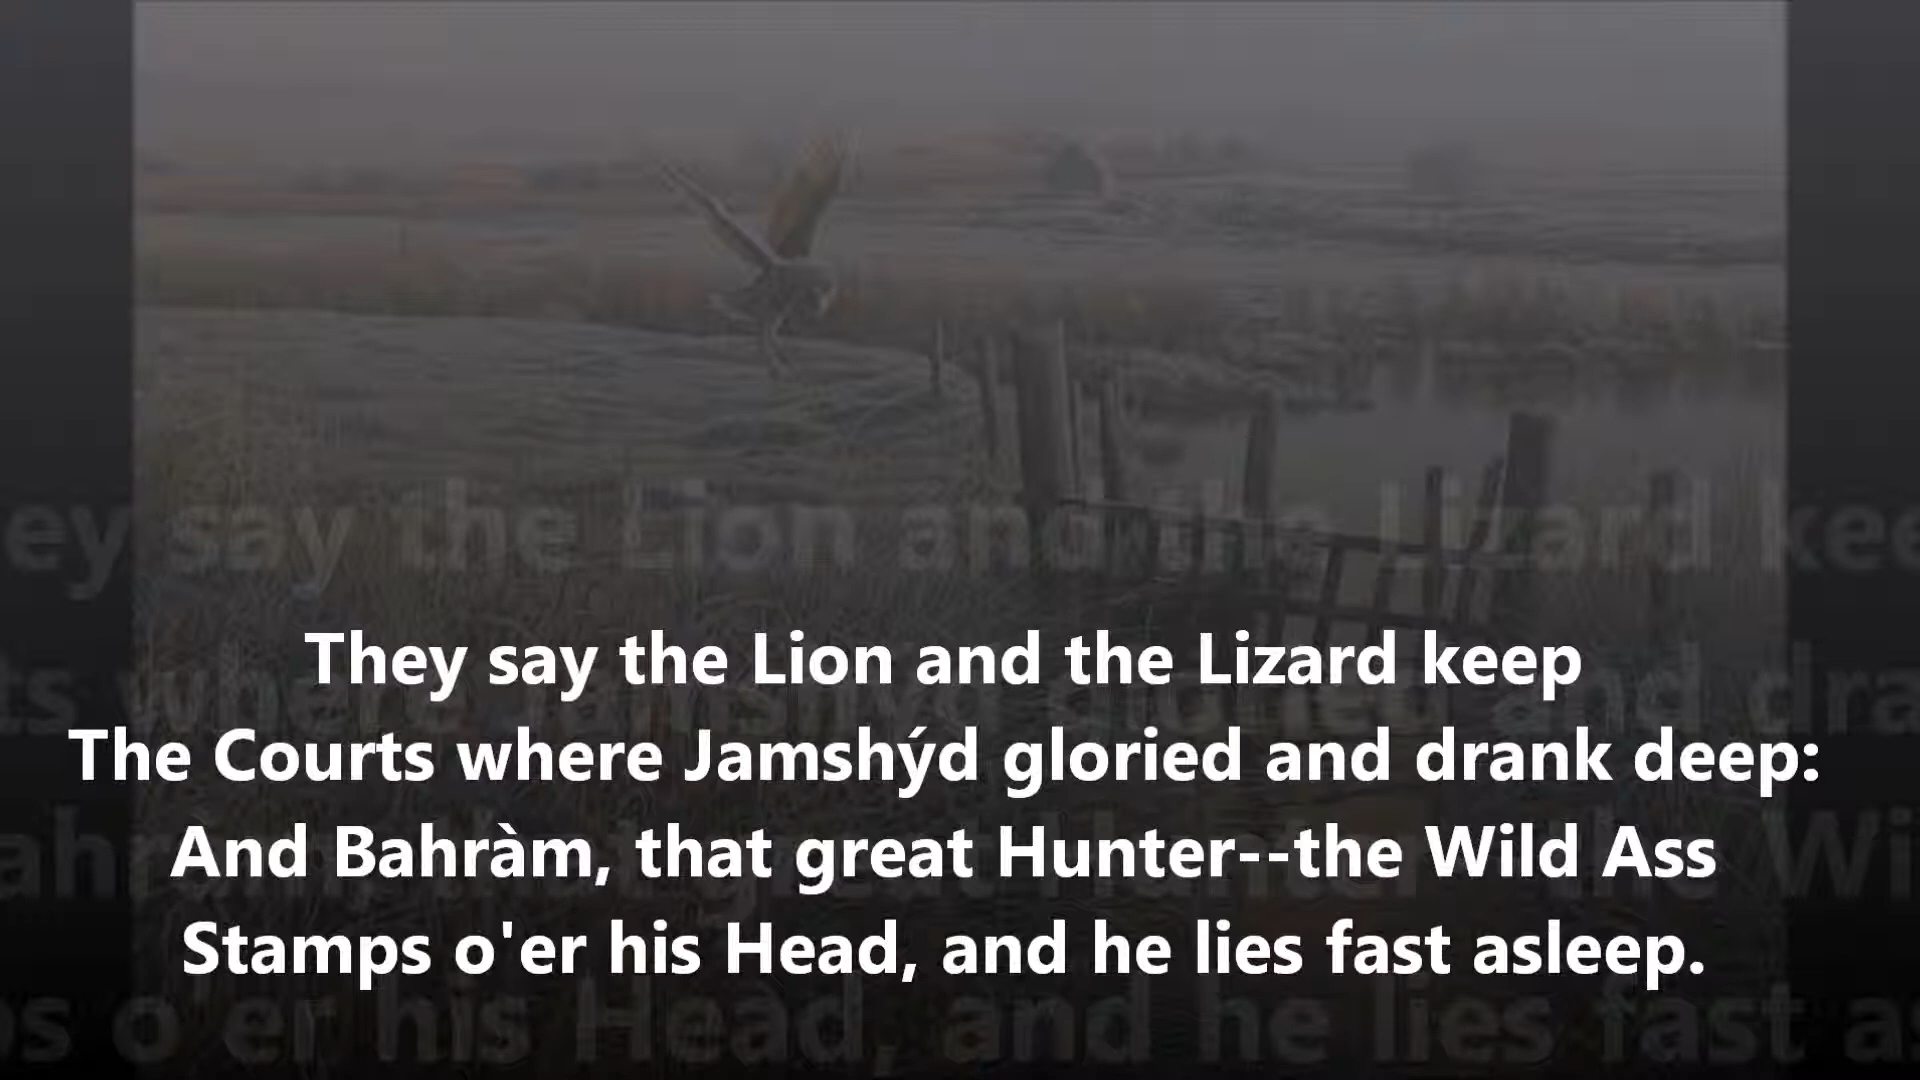 They say the Lion and the Lizard keep
The Courts where Jamshýd gloried and drank deep:
And Bahràm, that great Hunter--the Wild Ass
Stamps o'er his Head, and he lies fast asleep.